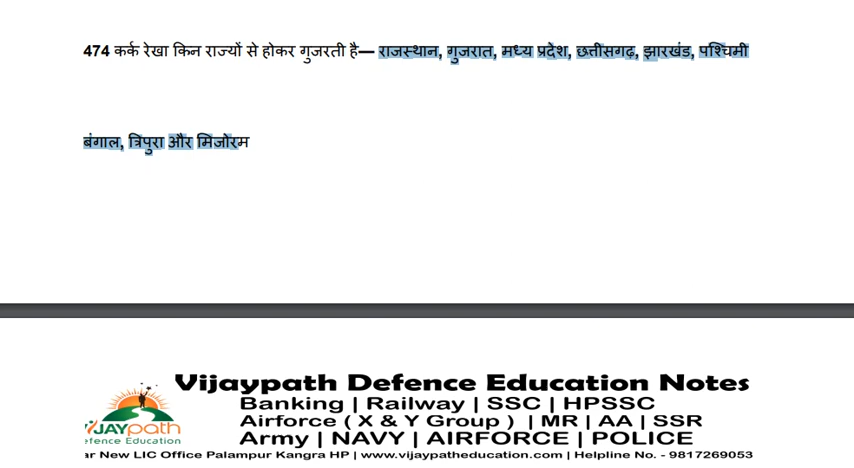 474 कर्क रेखा किन राज्यों से होकर गुजरती है— राजस्थान, गुजरात, मध्य प्रदेश, छत्तीसगढ़, झारखंड, पश्चिमी
बंगाल, त्रिपुरा और मिजोरम
Vijaypath Defence Education Notes
Banking | Railway | SSC | HPSSC
Airforce ( X & Y Group ) | MR | AA | SSR
Army | NAVY | AIRFORCE | POLICE
VIJAYpath
efence Education
ar New LIC Office Palampur Kangra HP | www.vijaypatheducation.com | Helpline No. - 9817269053